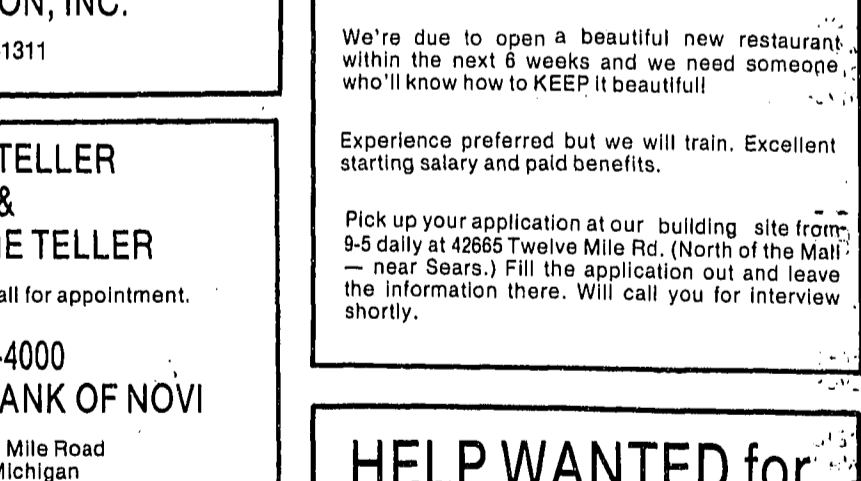 ON, INC.
1311
TELLER
&
E TELLER
all for appointment.
-4000
ANK OF NOVI
Mile Road
Michigan
We're due to open a beautiful new restaurant
within the next 6 weeks and we need someone
who'll know how to KEEP it beautiful!
Experience preferred but we will train. Excellent
starting salary and paid benefits.
Pick up your application at our building site from
9-5 daily at 42665 Twelve Mile Rd. (North of the Mall
— near Sears.) Fill the application out and leave
the information there. Will call you for interview
shortly.
HELP WANTED for